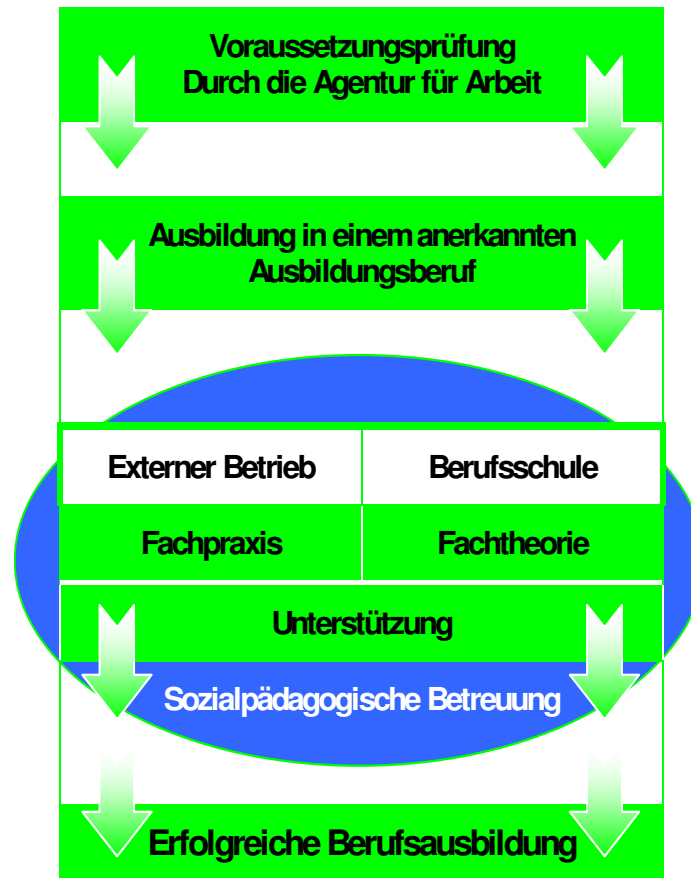 Voraussetzungsprüfung
Durch die Agentur für Arbeit
Ausbildung in einem anerkannten
Ausbildungsberuf
Externer Betrieb
Berufsschule
Fachpraxis
Fachtheorie
Unterstützung
Sozialpädagogische Betreuung
Erfolgreiche Berufsausbildung